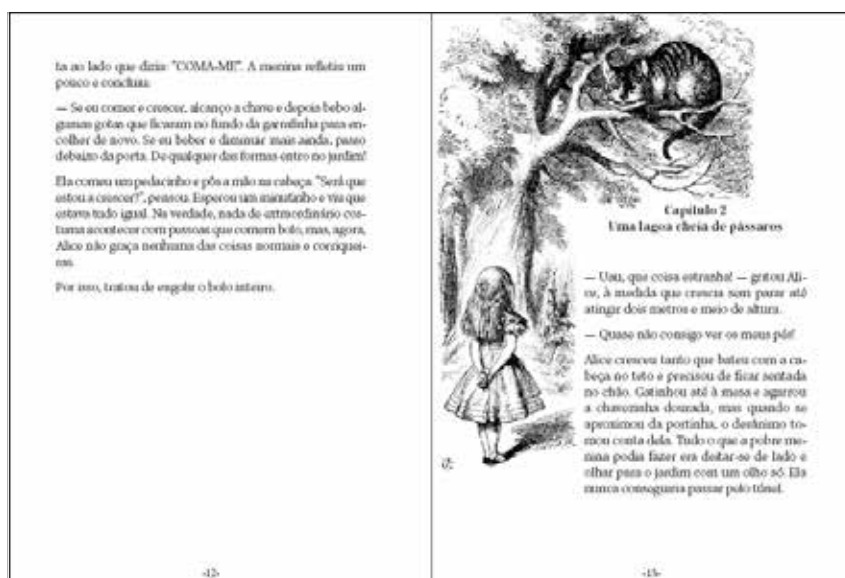 ta ao lado que dizia: "COMA-ME". A menina refletiu um
pouco e concluiu:
— Se eu comer e crescer, alcanço a chave e depois bebo al-
gumas gotas que ficaram no fundo da garrafinha para en-
colher de novo. Se eu beber e diminuir mais ainda, passo
debaixo da porta. De qualquer das formas entro no jardim!
Ela comeu um pedacinho e pôs a mão na cabeça. "Será que
estou a crescer?", pensou. Esperou um minutinho e viu que
estava tudo igual. Na verdade, nada de extraordinário cos-
tuma acontecer com pessoas que comem bolo, mas, agora,
Alice não graça nenhuma das coisas normais e corriquei-
ras.
Por isso, tratou de engolir o bolo inteiro.
-12-
Capítulo 2
Uma lagoa cheia de pássaros
— Uau, que coisa estranha! — gritou Ali-
ce, à medida que crescia sem parar até
atingir dois metros e meio de altura.
— Quase não consigo ver os meus pés!
Alice cresceu tanto que bateu com a ca-
beça no teto e precisou de ficar sentada
no chão. Gatinhou até à mesa e agarrou
a chavezinha dourada, mas quando se
aproximou da portinha, o desânimo to-
mou conta dela. Tudo o que a pobre me-
nina podia fazer era deitar-se de lado e
olhar para o jardim com um olho só. Ela
nunca conseguiria passar pelo túnel.